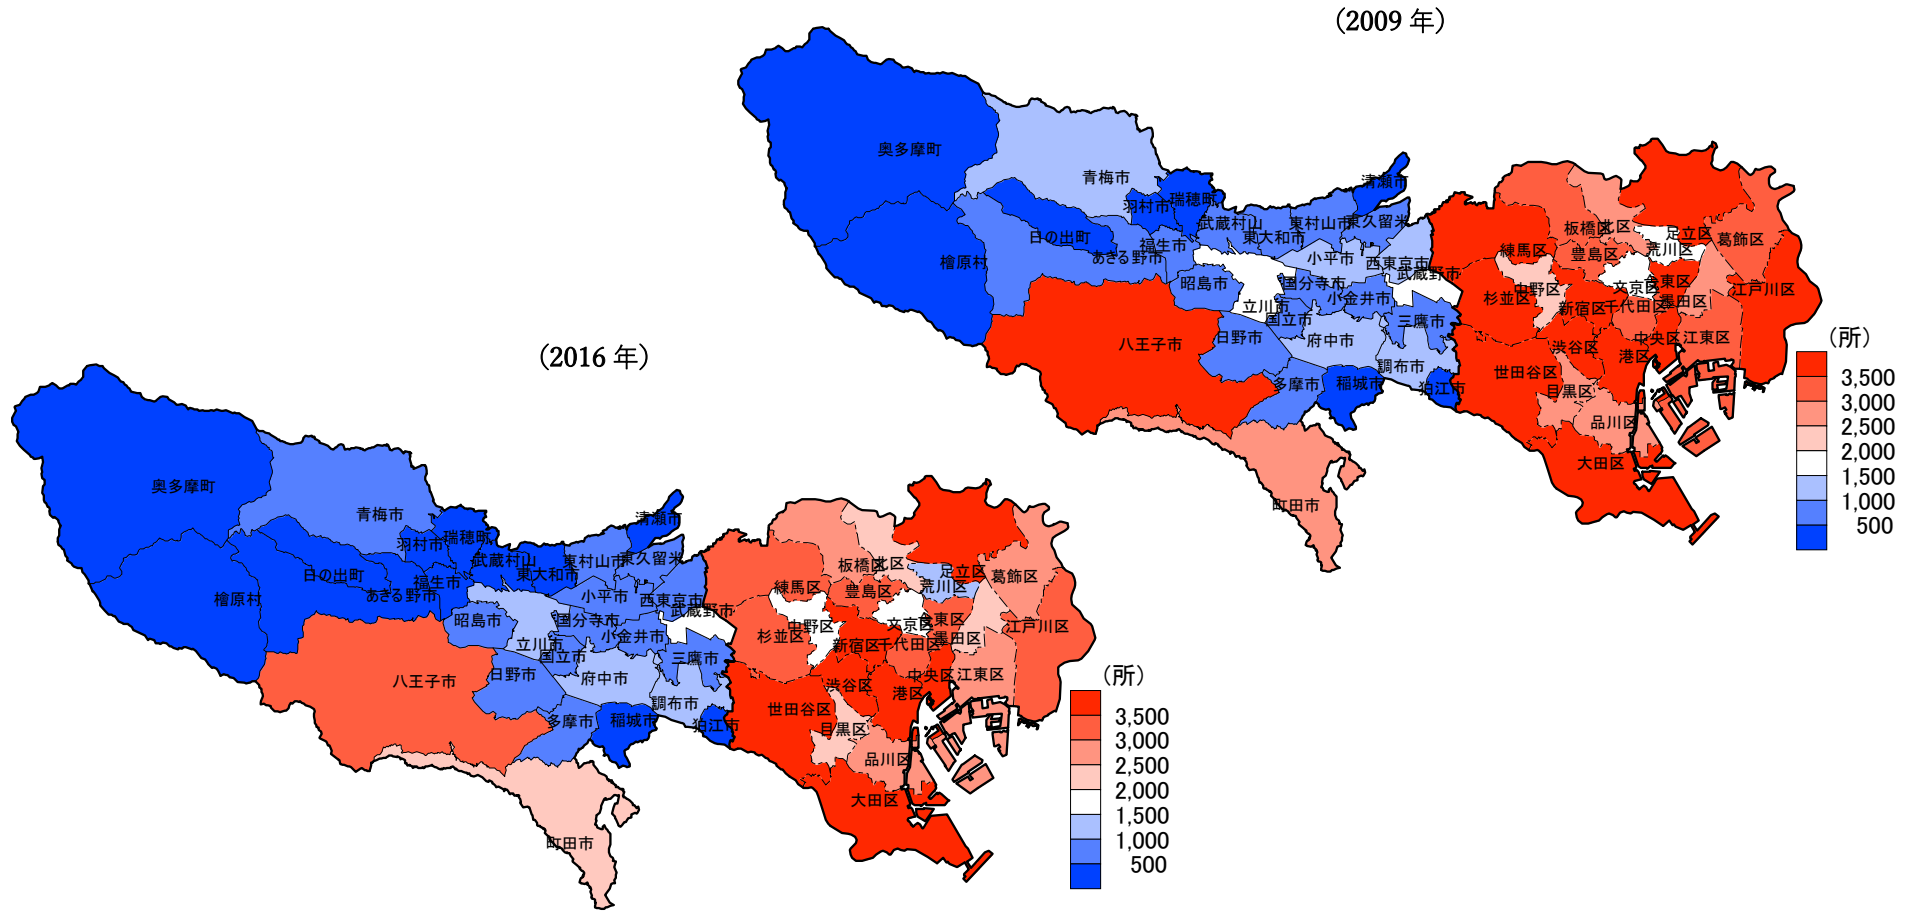 （2009 年）
奥多摩町
青梅市
清瀬市
瑞穂町
羽村市
武蔵村山
東村山市
東久留米
日の出町
福生市
東大和市
檜原村
あきる野市
小平市
西東京市
武蔵野市
昭島市
国分寺市
小金井市
立川市
国立市
三鷹市
八王子市
日野市
府中市
調布市
多摩市
稲城市
狛江市
町田市
板橋区
北区
足立区
葛飾区
練馬区
豊島区
荒川区
杉並区
中野区
文京区
台東区
墨田区
江戸川区
新宿区
千代田区
渋谷区
中央区
江東区
港区
世田谷区
目黒区
品川区
大田区
（所）
3,500
3,000
2,500
2,000
1,500
1,000
500
（2016 年）
奥多摩町
青梅市
清瀬市
瑞穂町
羽村市
武蔵村山
東村山市
東久留米
日の出町
福生市
東大和市
檜原村
あきる野市
小平市
西東京市
武蔵野市
昭島市
国分寺市
小金井市
立川市
国立市
三鷹市
八王子市
日野市
府中市
調布市
多摩市
稲城市
狛江市
町田市
板橋区
北区
足立区
葛飾区
練馬区
豊島区
荒川区
杉並区
中野区
文京区
台東区
墨田区
江戸川区
新宿区
千代田区
渋谷区
中央区
江東区
港区
世田谷区
目黒区
品川区
大田区
（所）
3,500
3,000
2,500
2,000
1,500
1,000
500